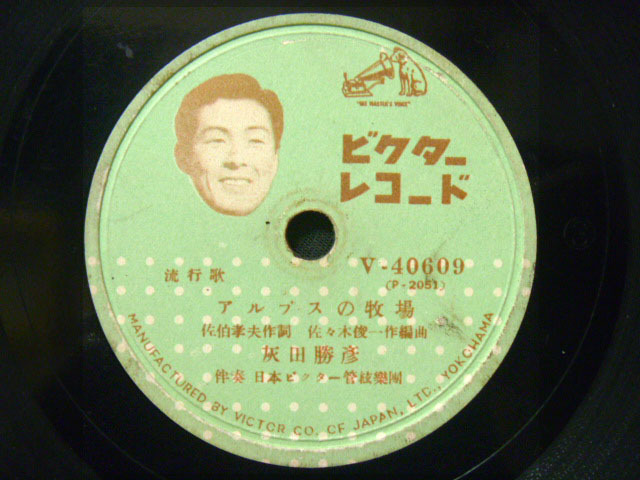 "HIS MASTER'S VOICE"
ビクター
レコード
流行歌
V-40609
(P-2051)
アルプスの牧場
佐伯孝夫作詞 佐々木俊一作編曲
灰田勝彦
伴奏 日本ビクター管絃樂團
MANUFACTURED BY VICTOR CO. OF JAPAN, LTD., YOKOHAMA